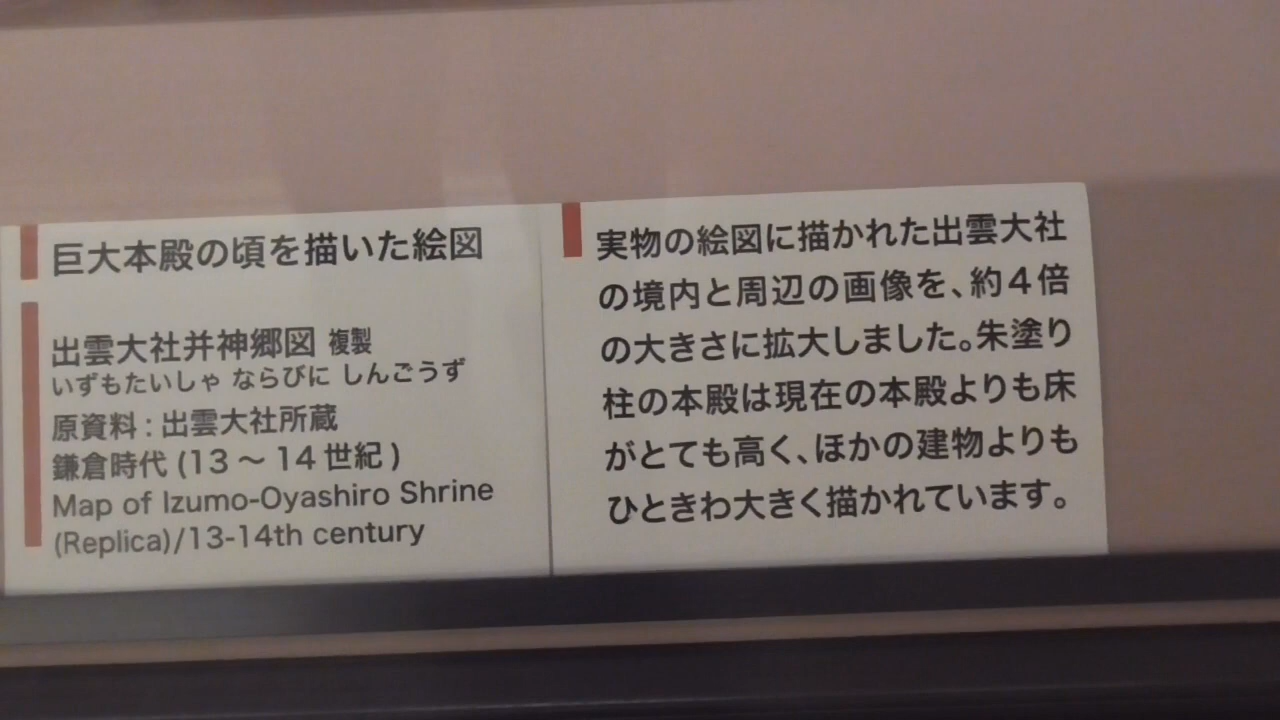 巨大本殿の頃を描いた絵図
出雲大社并神郷図 複製
いずもたいしゃ ならびに しんごうず
原資料:出雲大社所蔵
鎌倉時代 (13 ~ 14 世紀 )
Map of Izumo-Oyashiro Shrine
(Replica)/13-14th century
実物の絵図に描かれた出雲大社
の境内と周辺の画像を、約4倍
の大きさに拡大しました。朱塗り
柱の本殿は現在の本殿よりも床
がとても高く、ほかの建物よりも
ひときわ大きく描かれています。